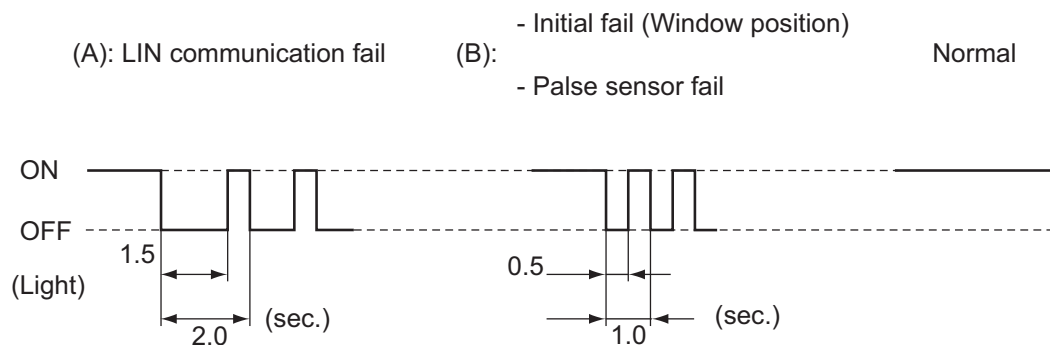 - Initial fail (Window position)
(A): LIN communication fail
(B):
Normal
- Palse sensor fail
ON
OFF
1.5
0.5
(Light)
(sec.)
(sec.)
2.0
1.0